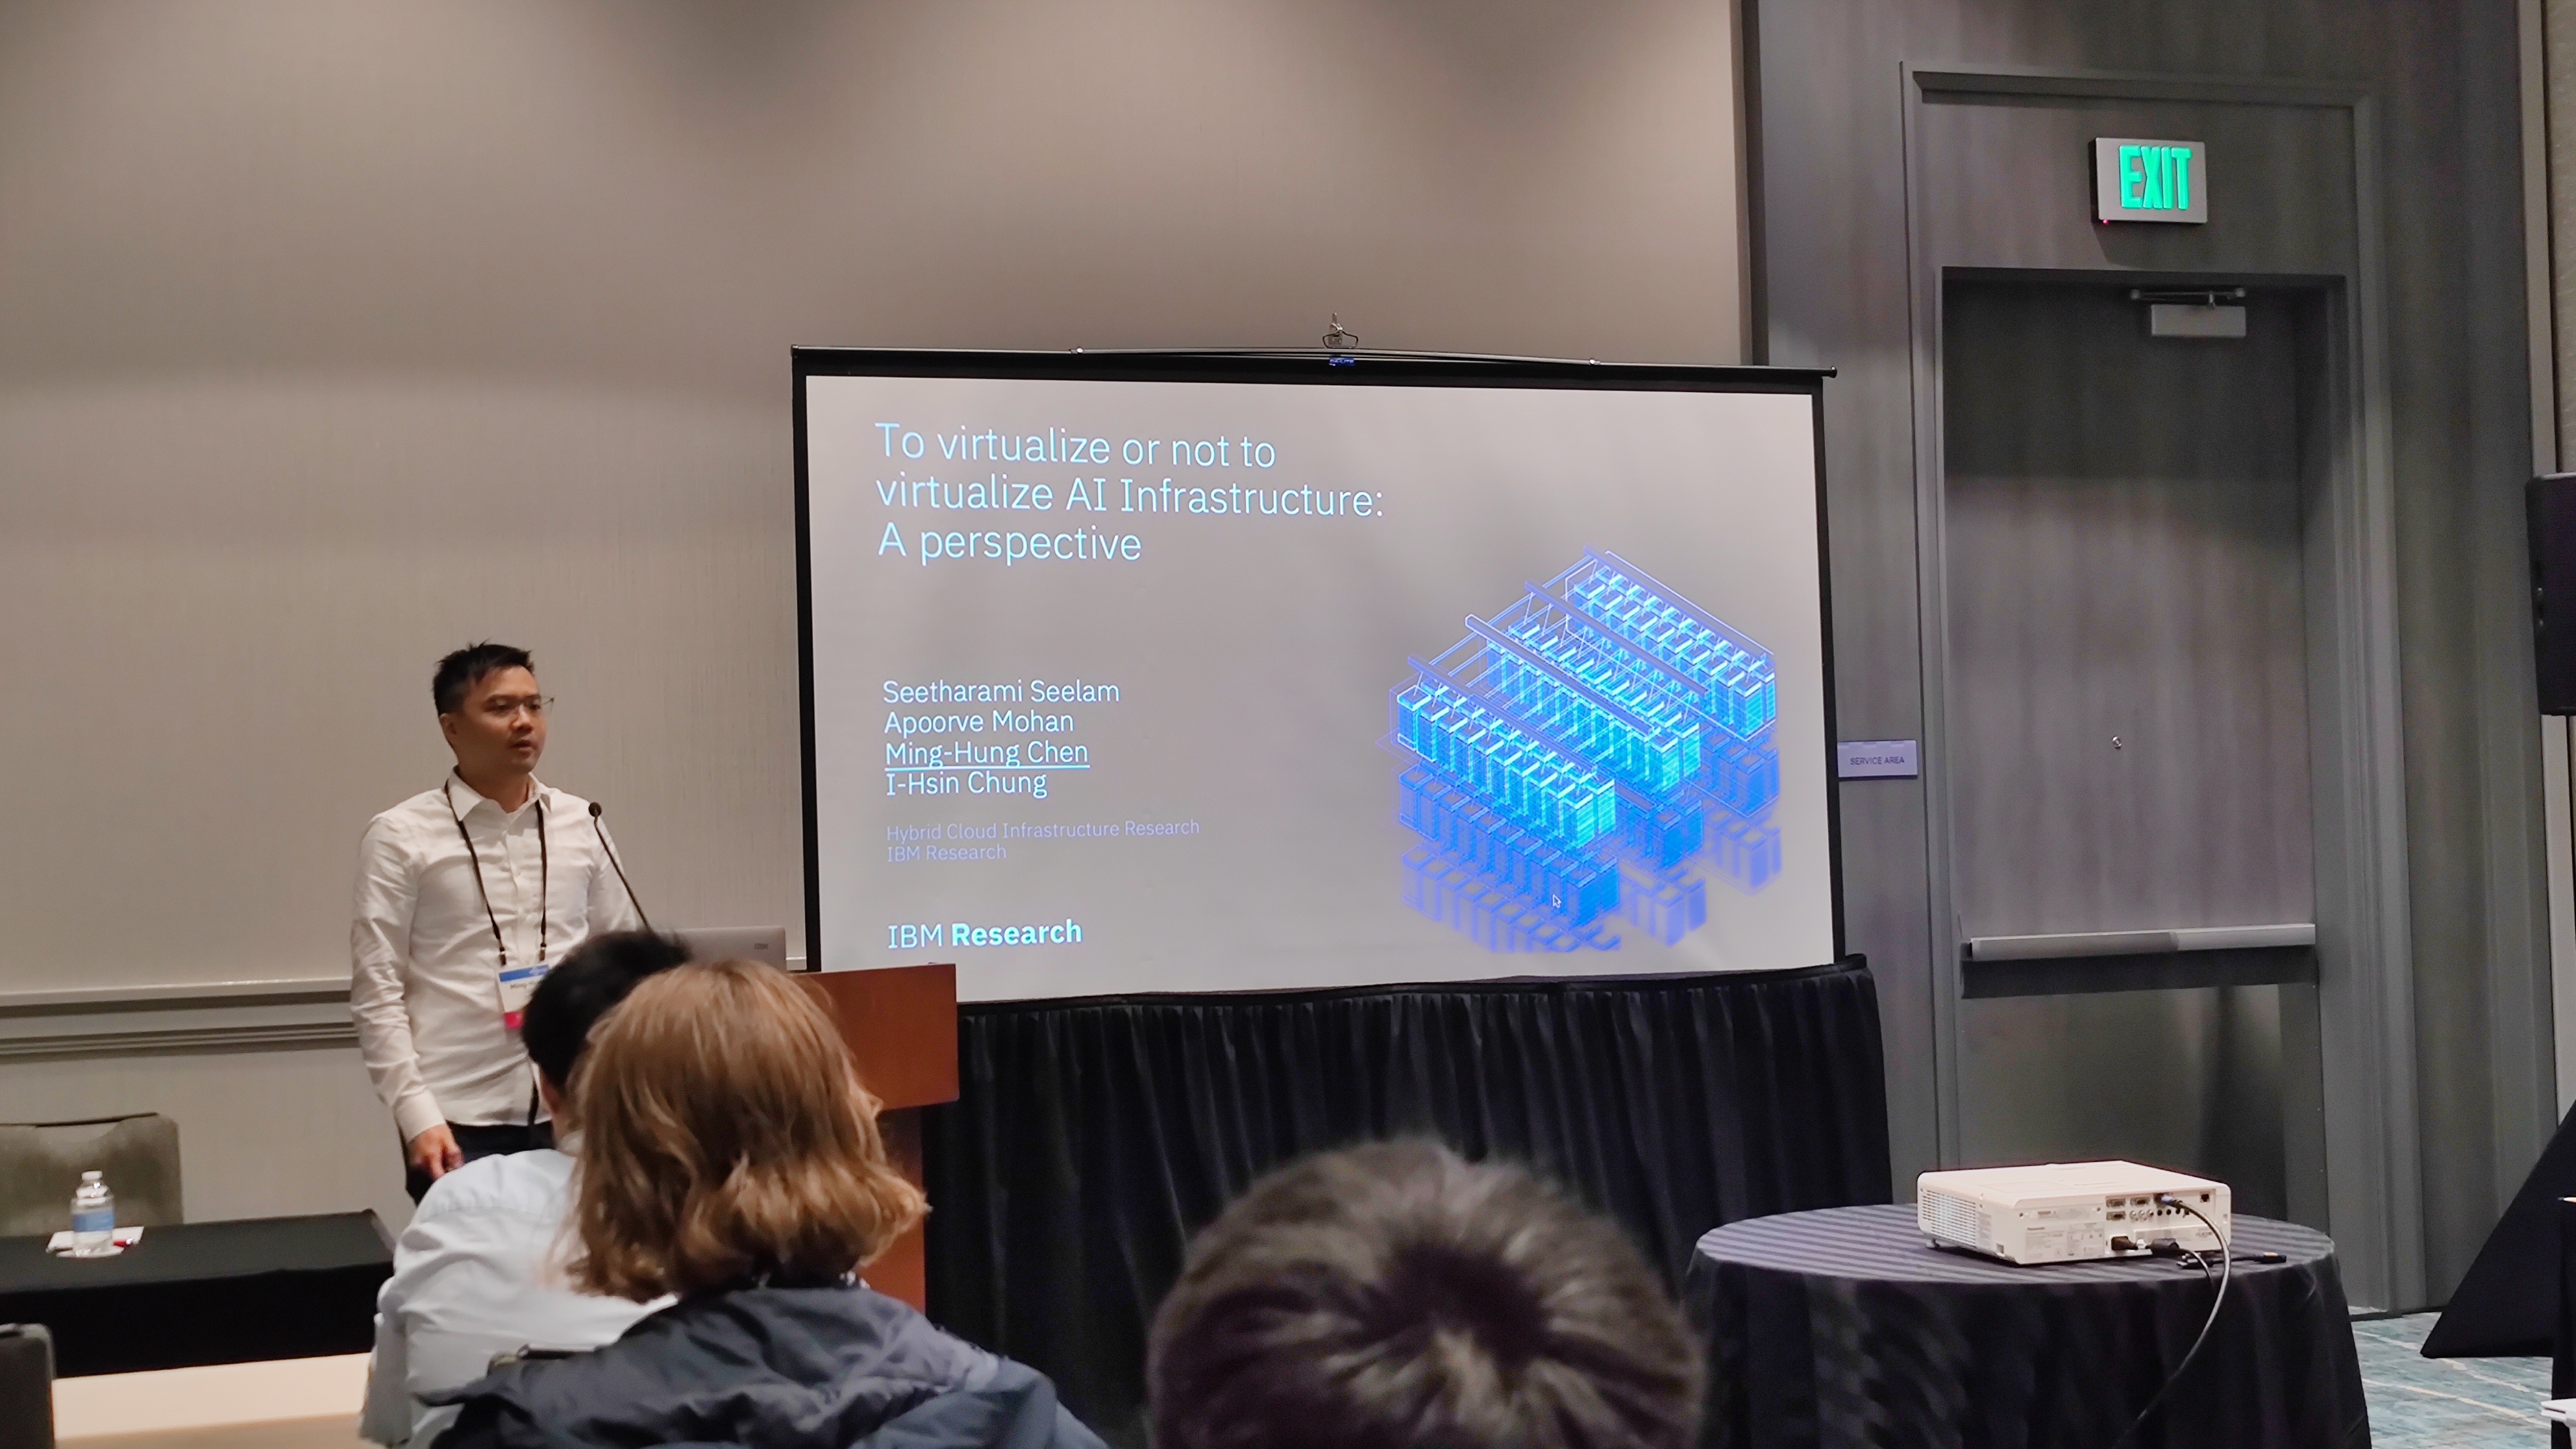 EXIT
To virtualize or not to
virtualize AI Infrastructure:
A perspective
Seetharami Seelam
Apoorve Mohan
Ming-Hung Chen
I-Hsin Chung
Hybrid Cloud Infrastructure Research
IBM Research
IBM Research
SERVICE AREA
IBM